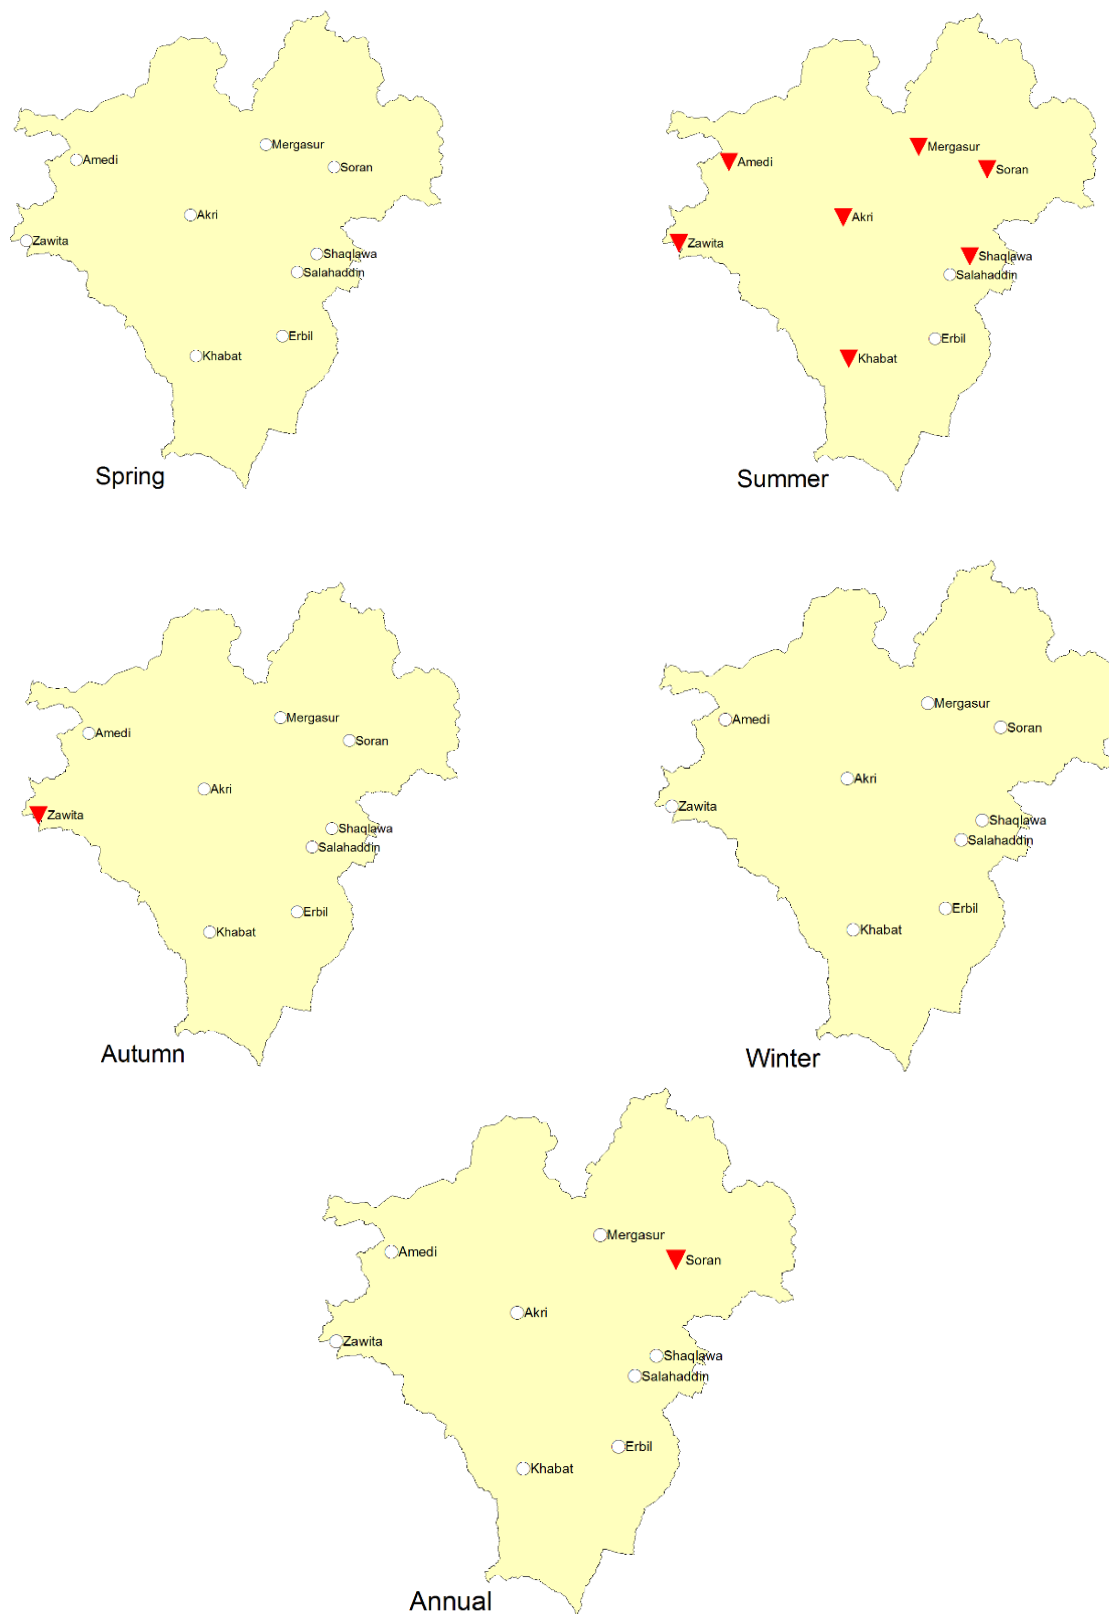 Mergasur
Amedi
Soran
Akri
Zawita
Shaqlawa
Salahaddin
Erbil
Khabat
Spring
Mergasur
Amedi
Soran
Akri
Zawita
Shaqlawa
Salahaddin
Erbil
Khabat
Summer
Mergasur
Amedi
Soran
Akri
Zawita
Shaqlawa
Salahaddin
Erbil
Khabat
Autumn
Mergasur
Amedi
Soran
Akri
Zawita
Shaqlawa
Salahaddin
Erbil
Khabat
Winter
Mergasur
Amedi
Soran
Akri
Zawita
Shaqlawa
Salahaddin
Erbil
Khabat
Annual